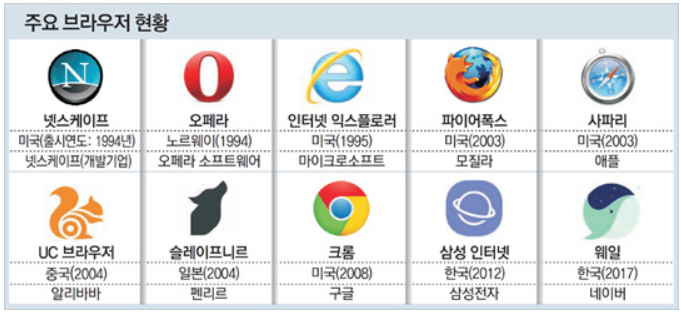 주요 브라우저 현황
N
넷스케이프 오페라 인터넷 익스플로러 파이어폭스 사파리
미국(출시연도: 1994년) 노르웨이(1994) 미국(1995) 미국(2003) 미국(2003)
넷스케이프(개발기업) 오페라 소프트웨어 마이크로소프트 모질라 애플
UC 브라우저 슬레이프니르 크롬 삼성 인터넷 웨일
중국(2004) 일본(2004) 미국(2008) 한국(2012) 한국(2017)
알리바바 펜리르 구글 삼성전자 네이버